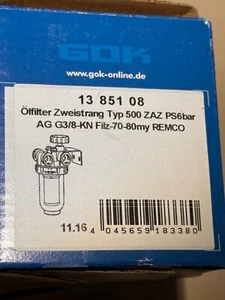 GOK
www.gok-online.de
13 851 08
Ölfilter Zweistrang Typ 500 ZAZ PS6bar
AG G3/8-KN Filz-70-80my REMCO
11.16
4 045659 183380